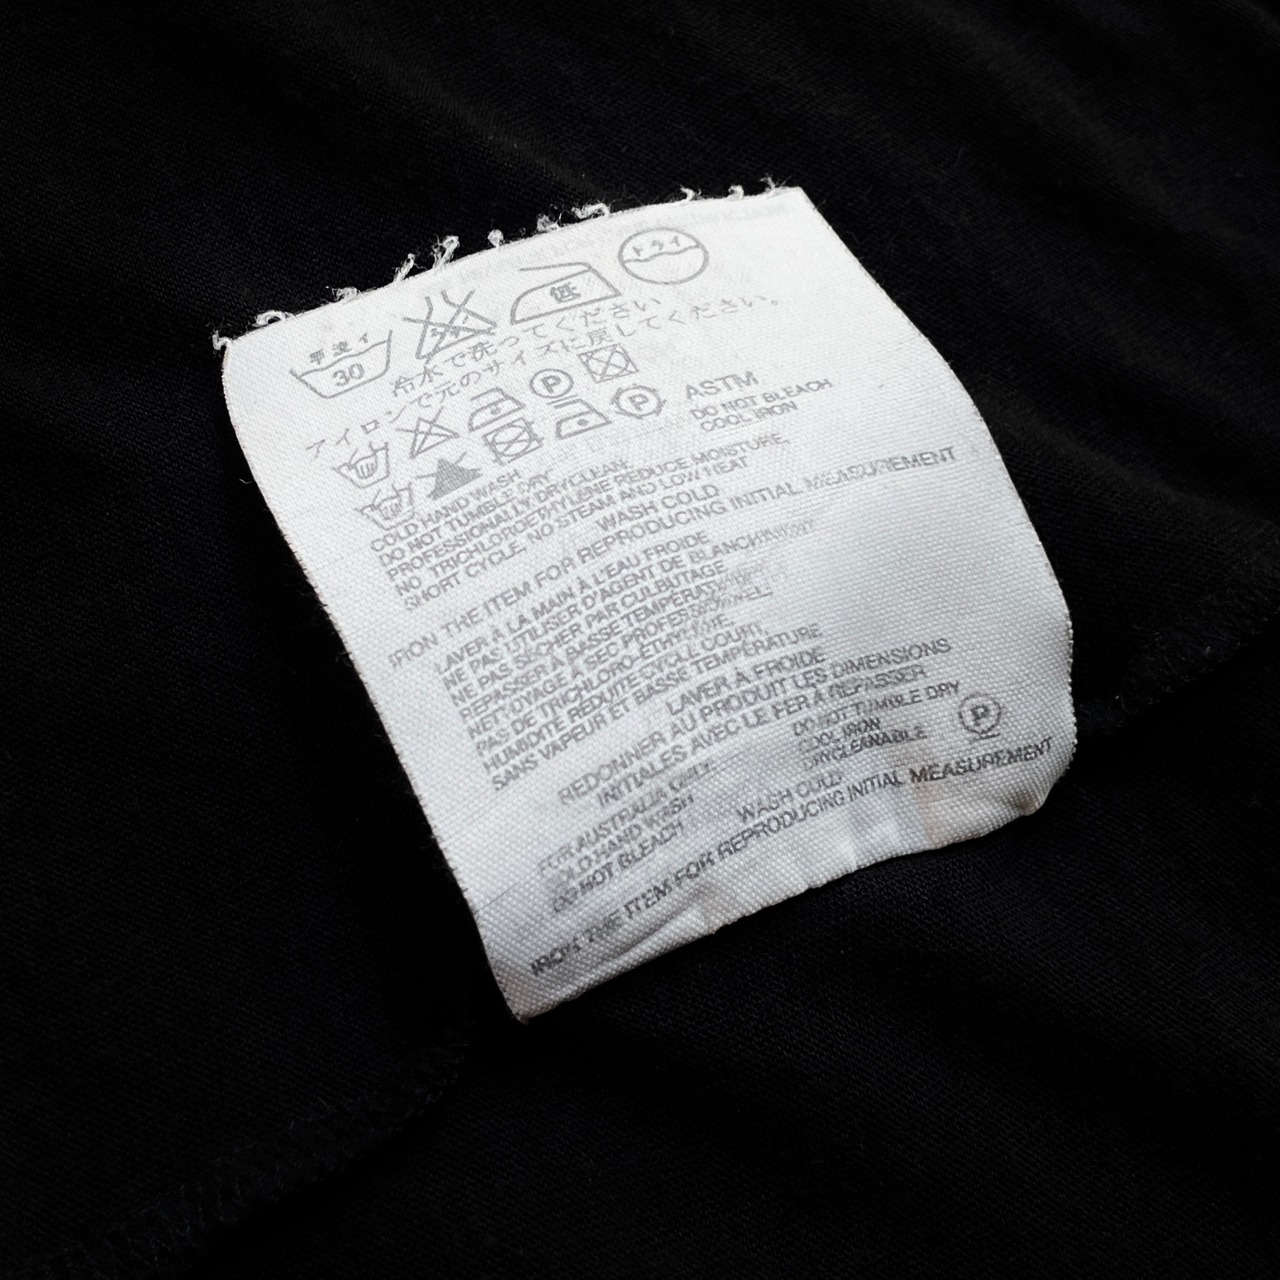 手洗イ
30
低
ドライ
冷水で洗ってください
アイロンで元のサイズに戻してください。
P
P
ASTM
DO NOT BLEACH
COOL IRON
COLD HAND WASH
DO NOT TUMBLE DRY
PROFESSIONALLY DRYCLEAN:
NO TRICHLOROETHYLENE REDUCE MOISTURE,
SHORT CYCLE, NO STEAM AND LOW HEAT
WASH COLD
IRON THE ITEM FOR REPRODUCING INITIAL MEASUREMENT
LAVER À LA MAIN À L'EAU FROIDE
NE PAS UTILISER D'AGENT DE BLANCHIMENT
NE PAS SÉCHER PAR CULBUTAGE
REPASSER À BASSE TEMPÉRATURE
NETTOYAGE À SEC PROFESSIONNEL:
PAS DE TRICHLORO-ÉTHYLÈNE,
HUMIDITÉ RÉDUITE CYCLE COURT
SANS VAPEUR ET BASSE TEMPÉRATURE
LAVER À FROIDE
REDONNER AU PRODUIT LES DIMENSIONS
INITIALES AVEC LE FER À REPASSER
FOR AUSTRALIA ONLY:
COLD HAND WASH
DO NOT BLEACH
DO NOT TUMBLE DRY
COOL IRON
DRYCLEANABLE
P
WASH COLD
IRON THE ITEM FOR REPRODUCING INITIAL MEASUREMENT